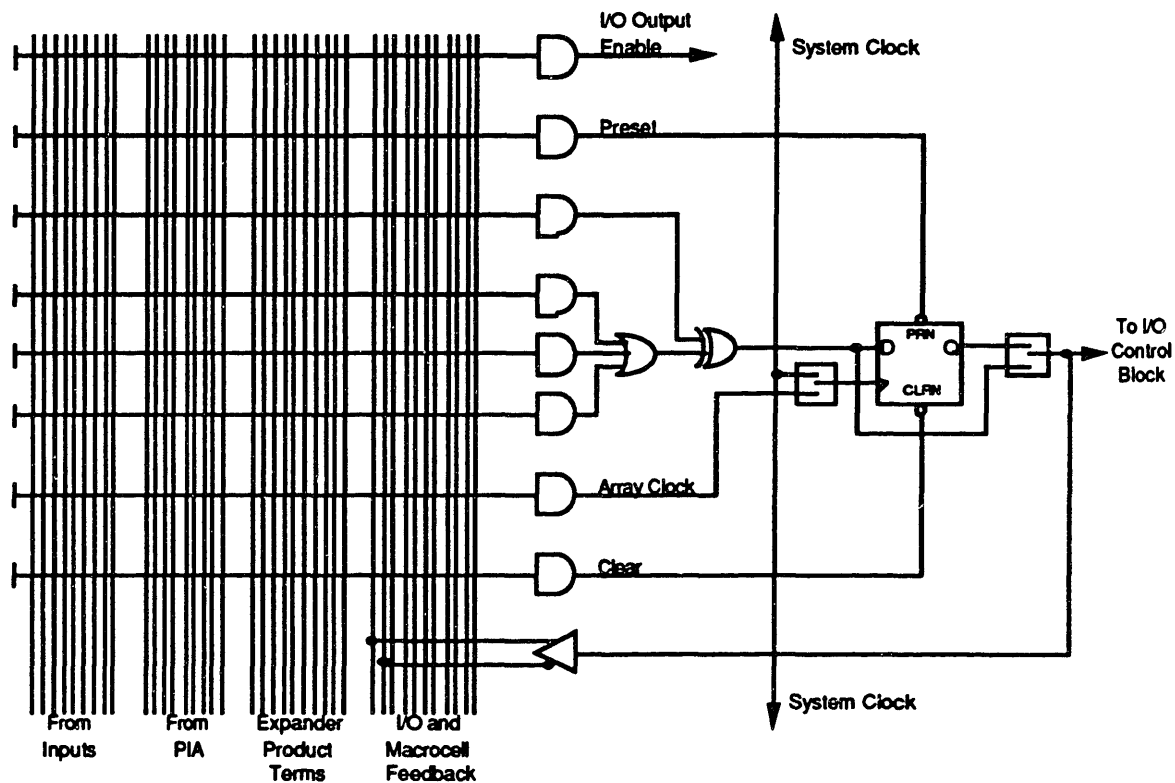 I/O Output
Enable
System Clock
Preset
PRN
CLRN
To I/O
Control
Block
Array Clock
Clear
System Clock
From
Inputs
From
PIA
Expander
Product
Terms
I/O and
Macrocell
Feedback